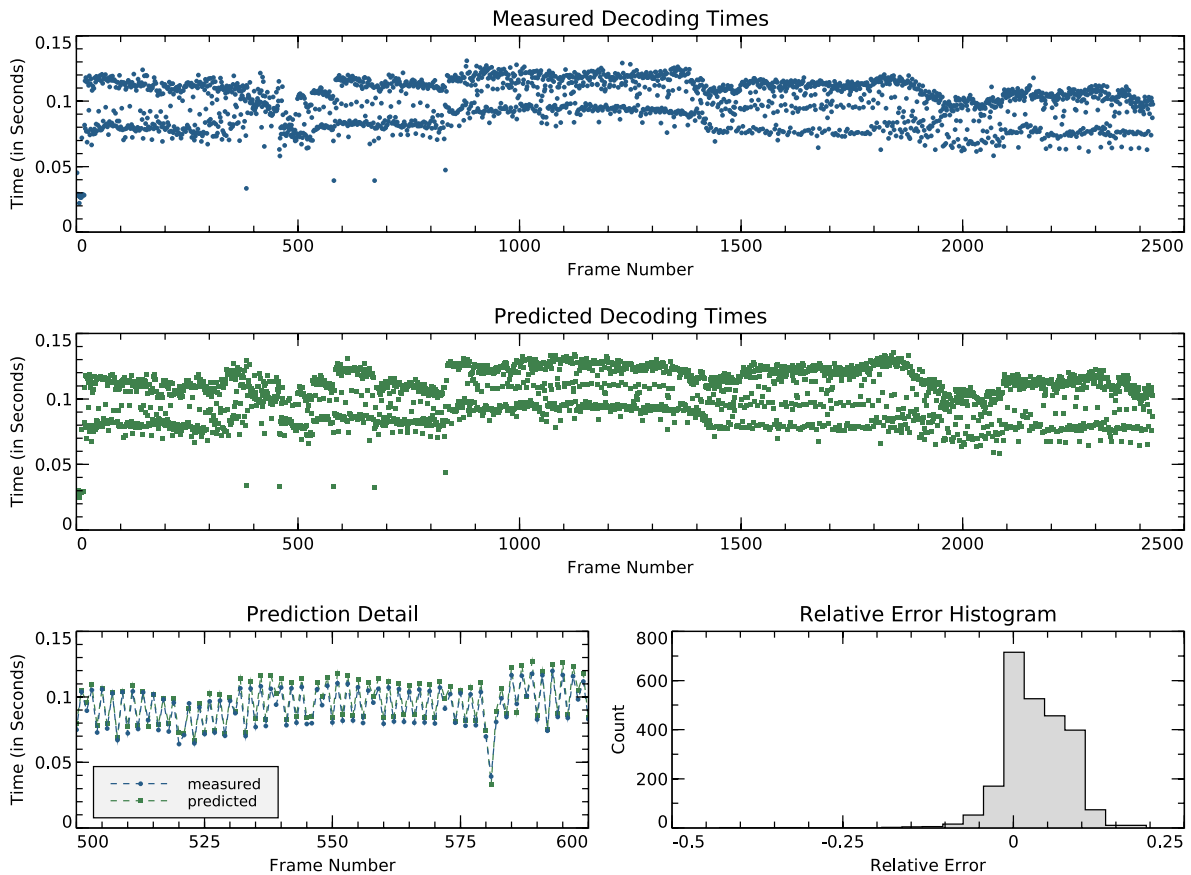 Measured Decoding Times
0.15
0.1
0.05
0
Time (in Seconds)
0 500 1000 1500 2000 2500
Frame Number
Predicted Decoding Times
0.15
0.1
0.05
0
Time (in Seconds)
0 500 1000 1500 2000 2500
Frame Number
Prediction Detail
0.15
0.1
0.05
0
Time (in Seconds)
measured
predicted
500 525 550 575 600
Frame Number
Relative Error Histogram
800
600
400
200
0
Count
-0.5 -0.25 0 0.25
Relative Error